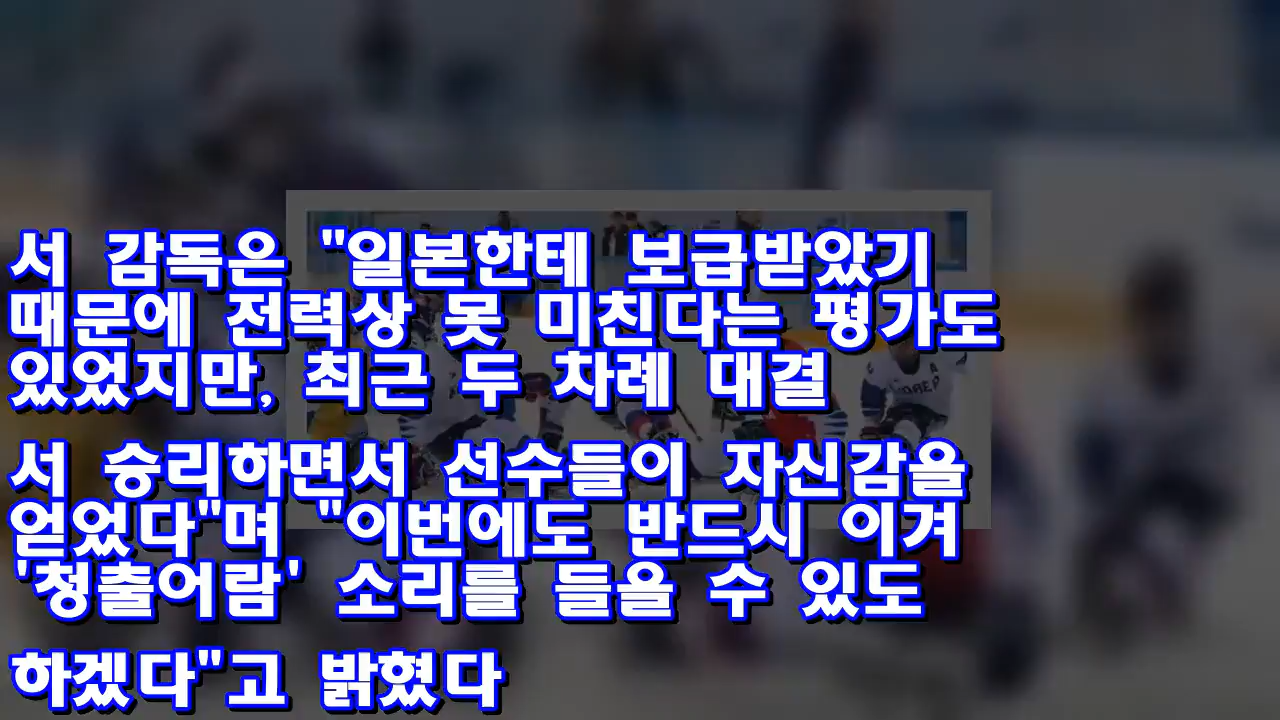 서 감독은 "일본한테 보급받았기
때문에 전력상 못 미친다는 평가도
있었지만, 최근 두 차례 대결
서 승리하면서 선수들이 자신감을
얻었다"며 "이번에도 반드시 이겨
'청출어람' 소리를 들을 수 있도
하겠다"고 밝혔다